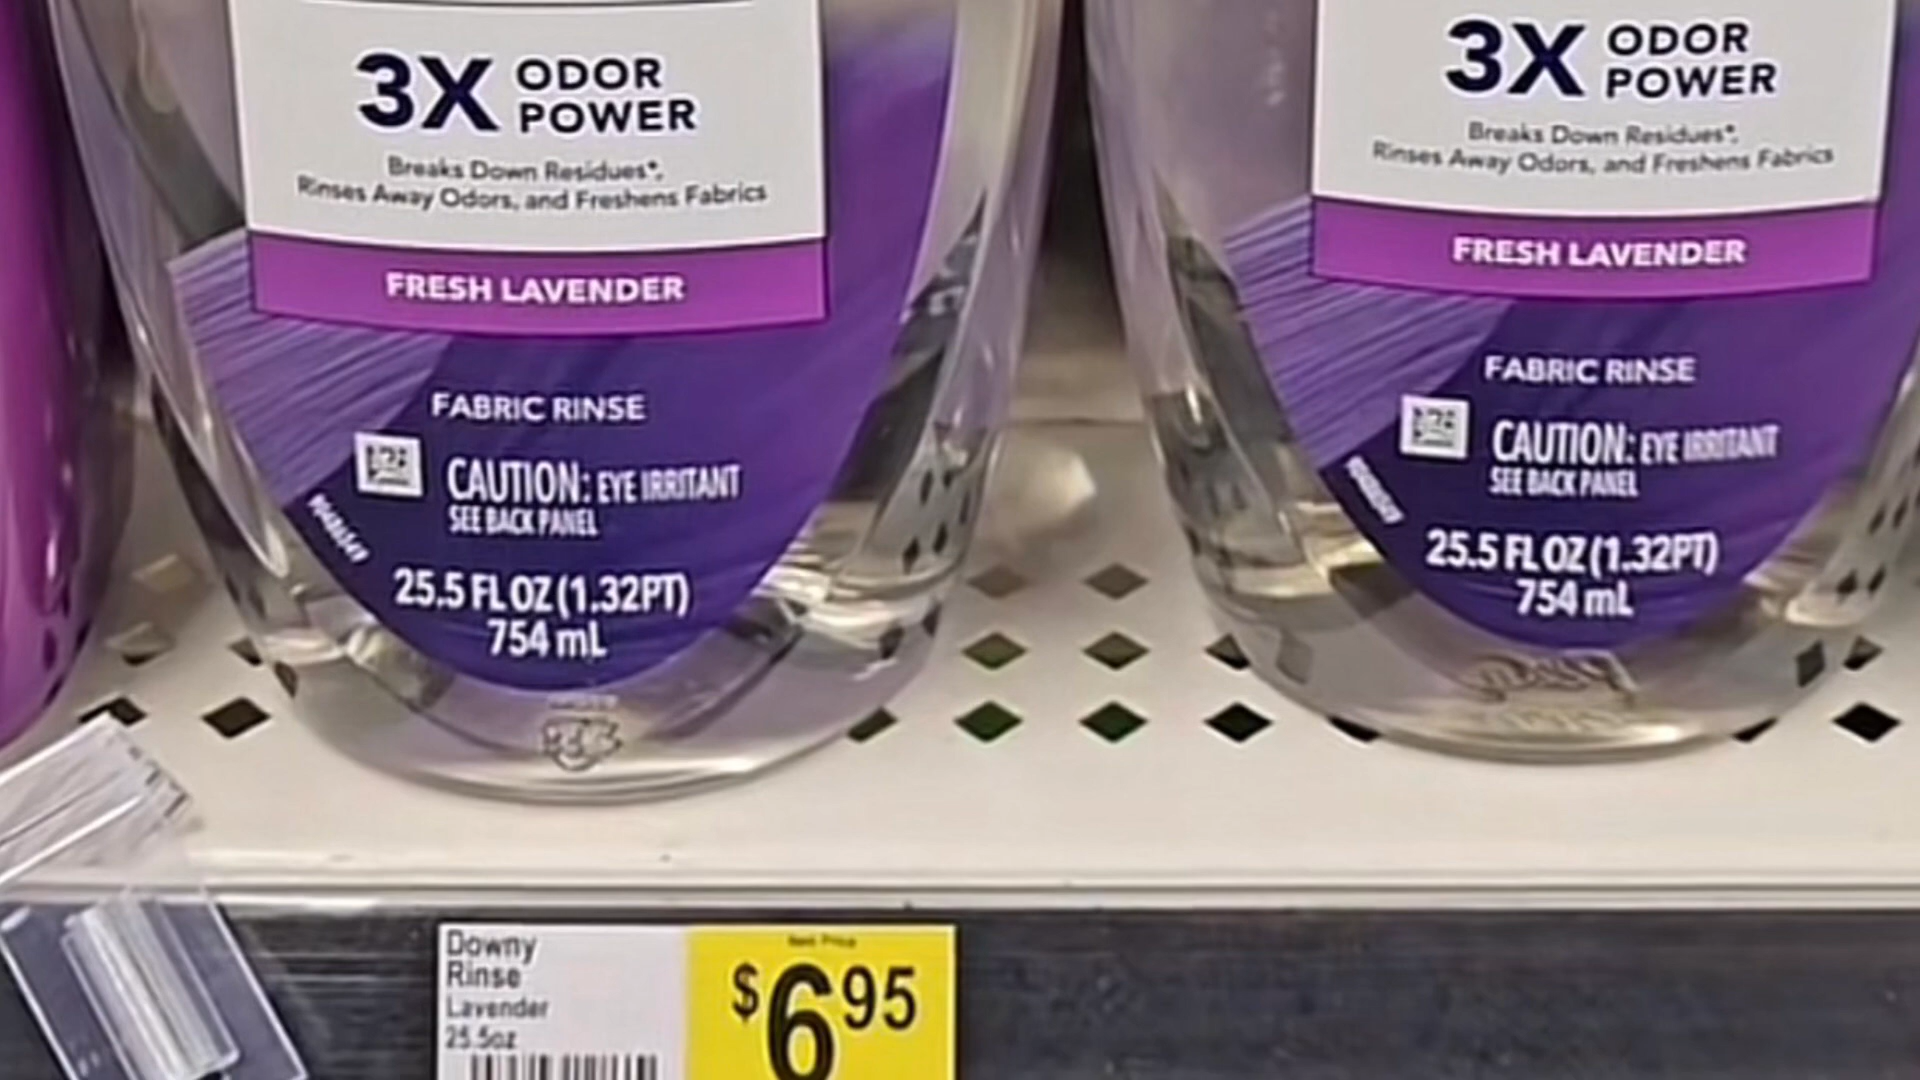 3X ODOR
POWER
Breaks Down Residues*,
Rinses Away Odors, and Freshens Fabrics
FRESH LAVENDER
FABRIC RINSE
CAUTION: EYE IRRITANT
SEE BACK PANEL
25.5 FL OZ (1.32PT)
754 mL
3X ODOR
POWER
Breaks Down Residues*,
Rinses Away Odors, and Freshens Fabrics
FRESH LAVENDER
FABRIC RINSE
CAUTION: EYE IRRITANT
SEE BACK PANEL
25.5 FL OZ (1.32PT)
754 mL
Downy
Rinse
Lavender
25.5oz
$6.95